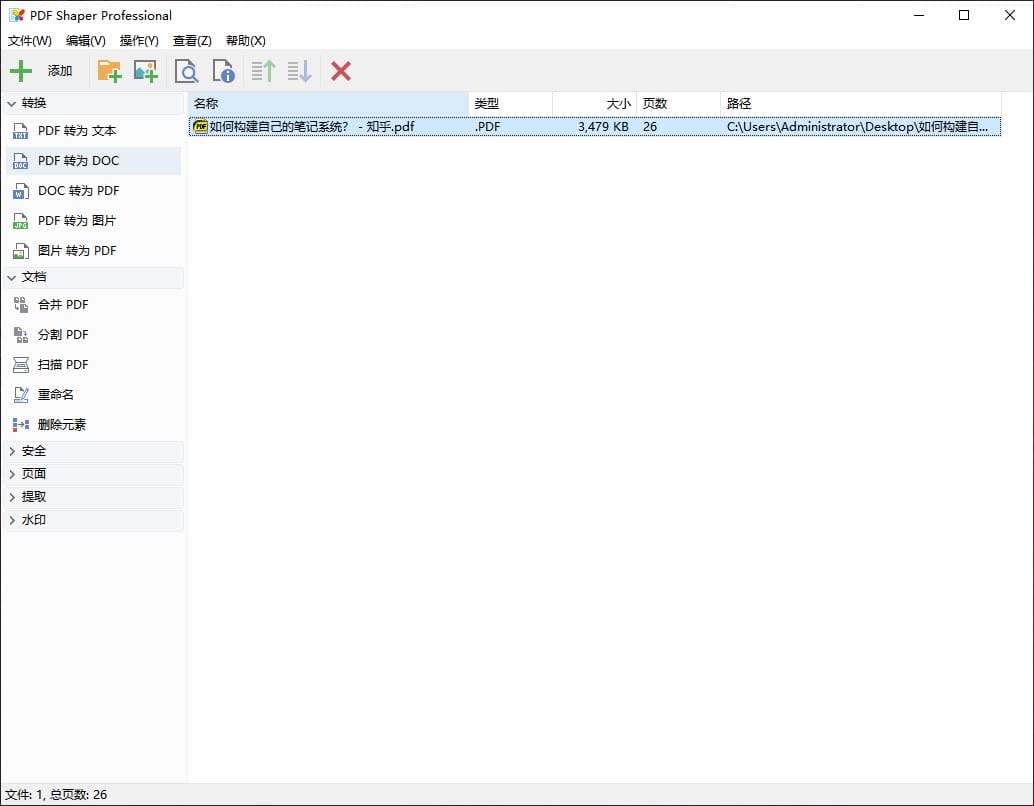 PDF Shaper Professional
文件(W) 编辑(V) 操作(Y) 查看(Z) 帮助(X)
添加
转换
PDF 转为 文本
PDF 转为 DOC
DOC 转为 PDF
PDF 转为 图片
图片 转为 PDF
文档
合并 PDF
分割 PDF
扫描 PDF
重命名
删除元素
安全
页面
提取
水印
名称 类型 大小 页数 路径
如何构建自己的笔记系统? - 知乎.pdf .PDF 3,479 KB 26 C:\Users\Administrator\Desktop\如何构建自...
文件: 1, 总页数: 26